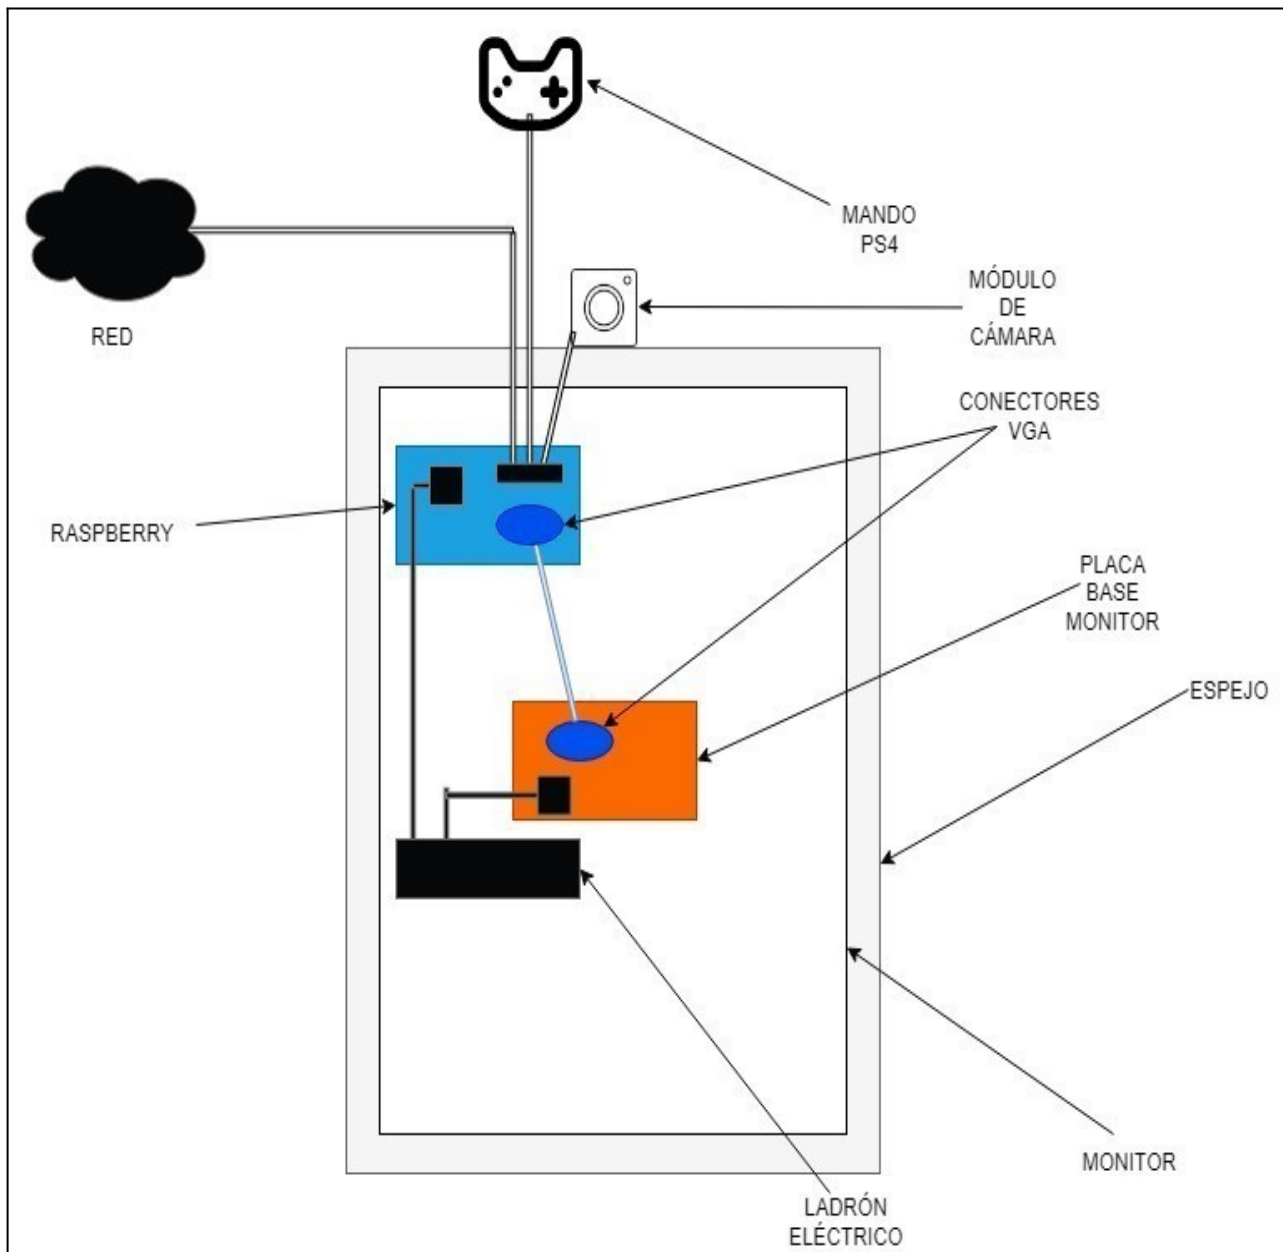 MANDO
PS4
MÓDULO
DE
CÁMARA
RED
CONECTORES
VGA
RASPBERRY
PLACA
BASE
MONITOR
ESPEJO
MONITOR
LADRÓN
ELÉCTRICO